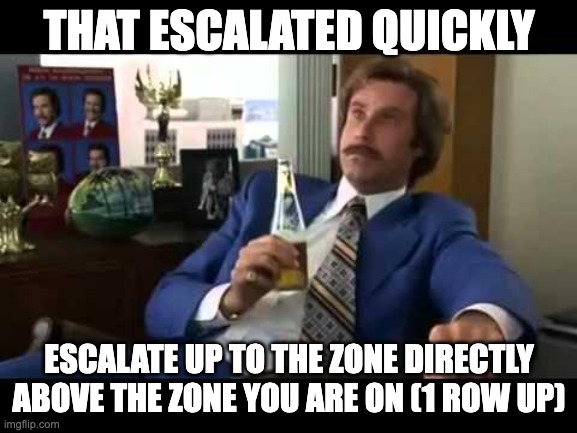 THAT ESCALATED QUICKLY
ESCALATE UP TO THE ZONE DIRECTLY
ABOVE THE ZONE YOU ARE ON (1 ROW UP)
imgflip.com